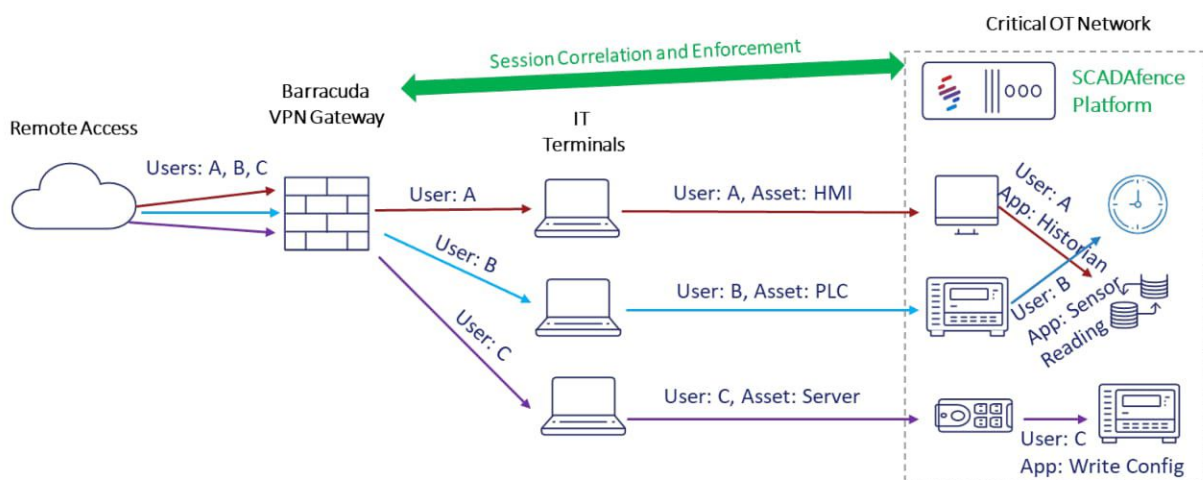 Critical OT Network
Session Correlation and Enforcement
SCADAfence
Platform
Barracuda
VPN Gateway
IT
Terminals
Remote Access
Users: A, B, C
User: A
User: A, Asset: HMI
User: A
App: Historian
User: B
User: B, Asset: PLC
User: B
App: Sensor
Reading
User: C
User: C, Asset: Server
User: C
App: Write Config